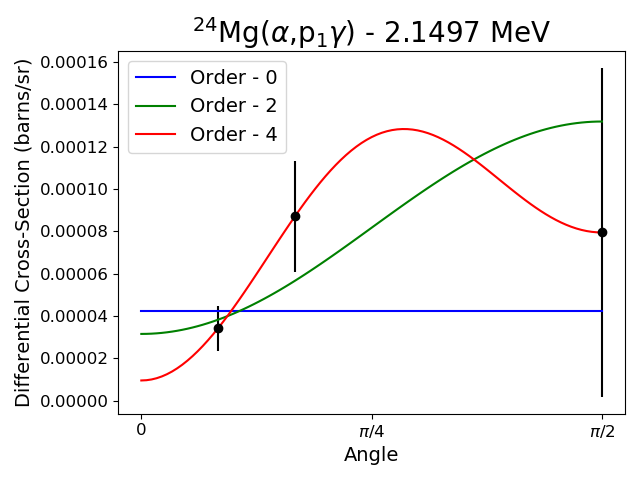 ²⁴Mg(α,p₁γ) - 2.1497 MeV
Order - 0
Order - 2
Order - 4
Differential Cross-Section (barns/sr)
0.00016
0.00014
0.00012
0.00010
0.00008
0.00006
0.00004
0.00002
0.00000
0 π/4 π/2
Angle